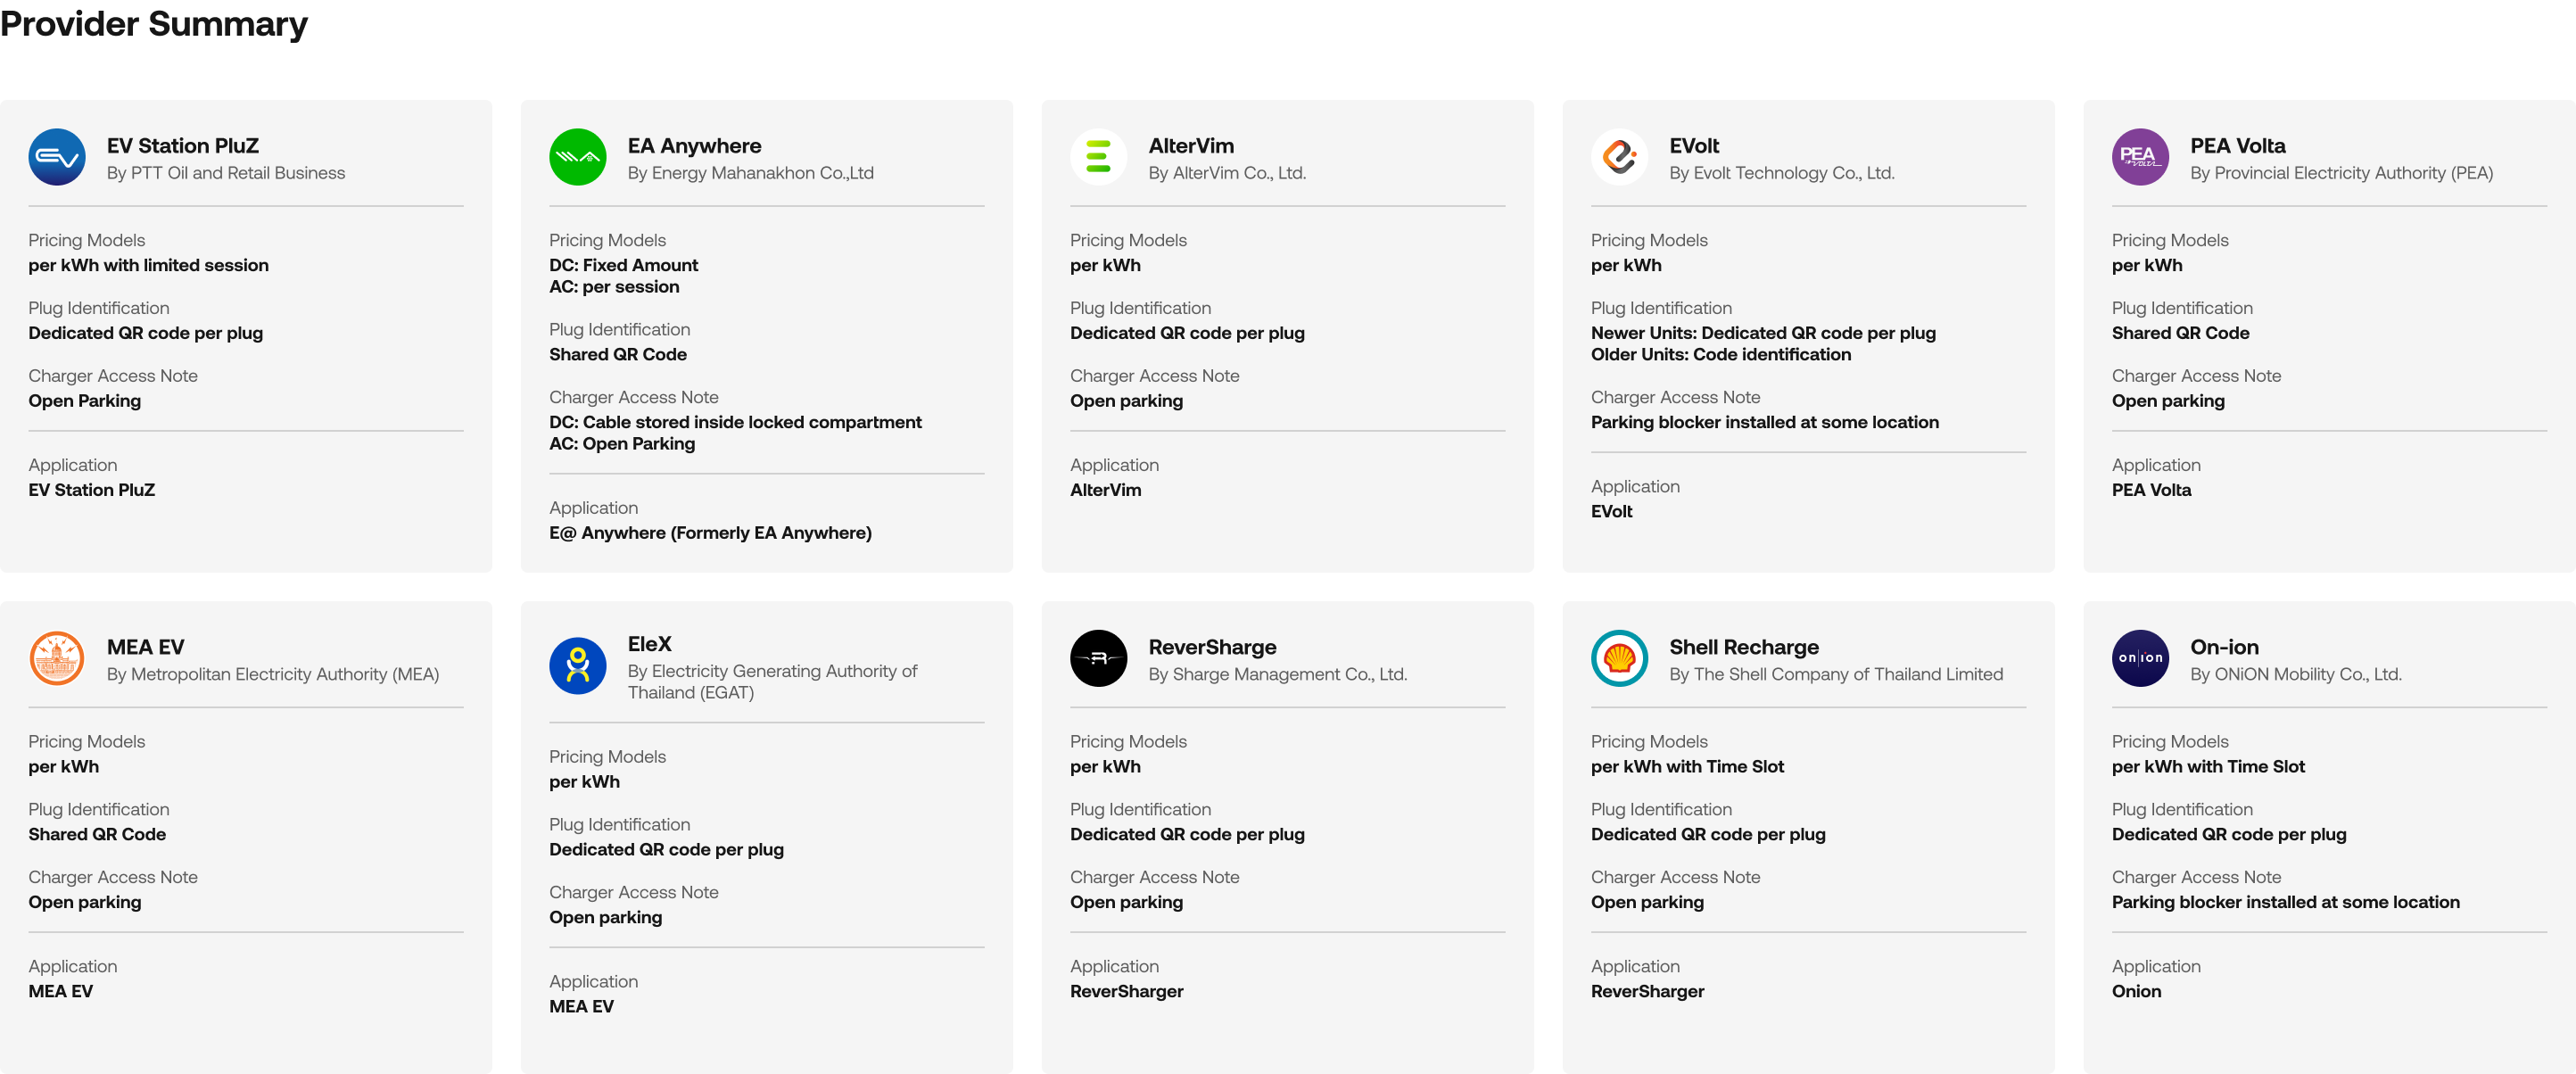 Provider Summary
EV Station PluZ
By PTT Oil and Retail Business
Pricing Models
per kWh with limited session
Plug Identification
Dedicated QR code per plug
Charger Access Note
Open Parking
Application
EV Station PluZ
EA Anywhere
By Energy Mahanakhon Co.,Ltd
Pricing Models
DC: Fixed Amount
AC: per session
Plug Identification
Shared QR Code
Charger Access Note
DC: Cable stored inside locked compartment
AC: Open Parking
Application
E@ Anywhere (Formerly EA Anywhere)
AlterVim
By AlterVim Co., Ltd.
Pricing Models
per kWh
Plug Identification
Dedicated QR code per plug
Charger Access Note
Open parking
Application
AlterVim
EVolt
By Evolt Technology Co., Ltd.
Pricing Models
per kWh
Plug Identification
Newer Units: Dedicated QR code per plug
Older Units: Code identification
Charger Access Note
Parking blocker installed at some location
Application
EVolt
PEA
VOLTA
PEA Volta
By Provincial Electricity Authority (PEA)
Pricing Models
per kWh
Plug Identification
Shared QR Code
Charger Access Note
Open parking
Application
PEA Volta
MEA EV
By Metropolitan Electricity Authority (MEA)
Pricing Models
per kWh
Plug Identification
Shared QR Code
Charger Access Note
Open parking
Application
MEA EV
EleX
By Electricity Generating Authority of
Thailand (EGAT)
Pricing Models
per kWh
Plug Identification
Dedicated QR code per plug
Charger Access Note
Open parking
Application
MEA EV
ReverSharge
By Sharge Management Co., Ltd.
Pricing Models
per kWh
Plug Identification
Dedicated QR code per plug
Charger Access Note
Open parking
Application
ReverSharger
Shell Recharge
By The Shell Company of Thailand Limited
Pricing Models
per kWh with Time Slot
Plug Identification
Dedicated QR code per plug
Charger Access Note
Open parking
Application
ReverSharger
on|ion
On-ion
By ONiON Mobility Co., Ltd.
Pricing Models
per kWh with Time Slot
Plug Identification
Dedicated QR code per plug
Charger Access Note
Parking blocker installed at some location
Application
Onion